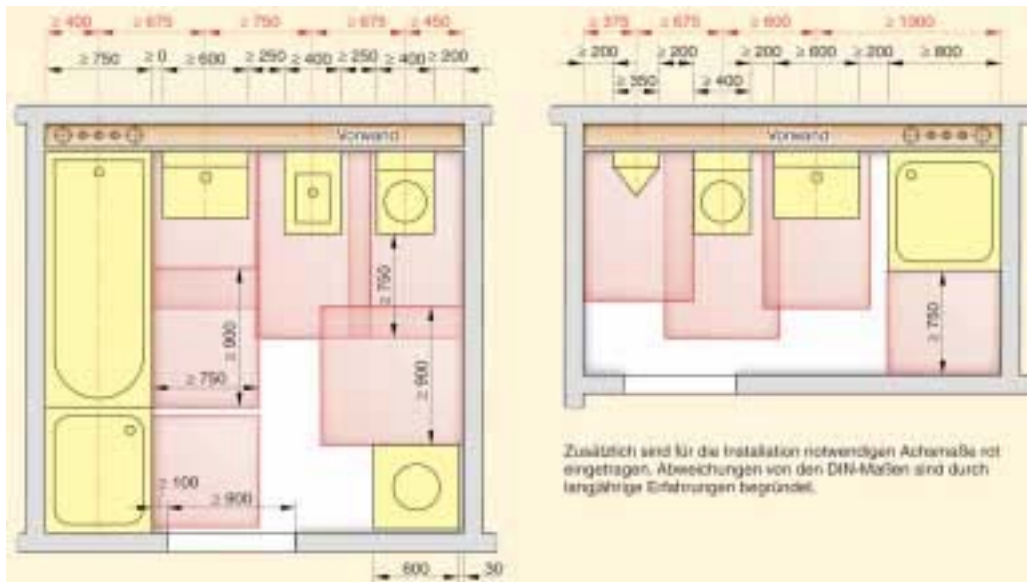 ≥ 400 ≥ 675 ≥ 750 ≥ 675 ≥ 450
≥ 750 ≥ 0 ≥ 600 ≥ 250 ≥ 400 ≥ 250 ≥ 400 ≥ 200
Vorwand
≥ 750
≥ 900
≥ 750
≥ 900
≥ 100
≥ 900
600 30
≥ 375 ≥ 675 ≥ 800 ≥ 1000
≥ 200 ≥ 200 ≥ 200 ≥ 600 ≥ 200 ≥ 800
≥ 350 ≥ 400
Vorwand
≥ 750
Zusätzlich sind für die Installation notwendigen Achsmaße rot
eingetragen. Abweichungen von den DIN-Maßen sind durch
langjährige Erfahrungen begründet.